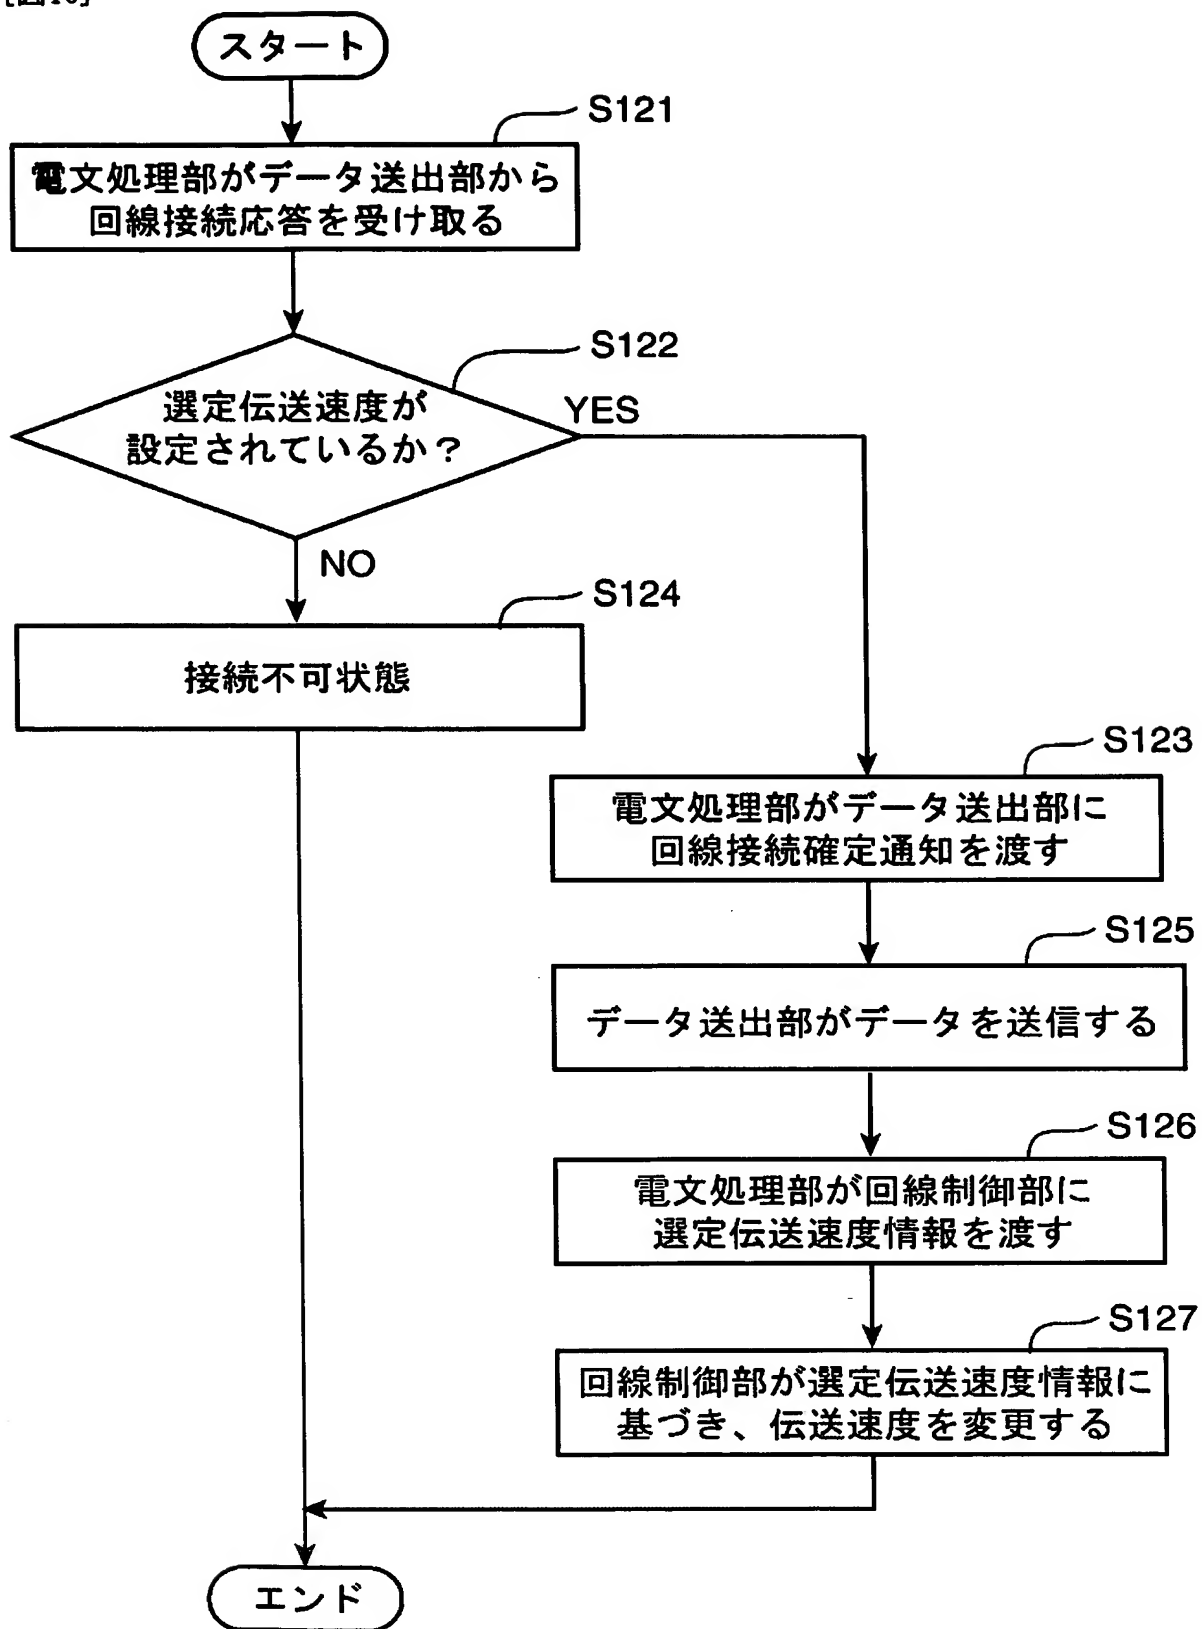 スタート
S121
電文処理部がデータ送出部から
回線接続応答を受け取る
S122
選定伝送速度が
設定されているか?
YES
NO
S124
接続不可状態
S123
電文処理部がデータ送出部に
回線接続確定通知を渡す
S125
データ送出部がデータを送信する
S126
電文処理部が回線制御部に
選定伝送速度情報を渡す
S127
回線制御部が選定伝送速度情報に
基づき、伝送速度を変更する
エンド